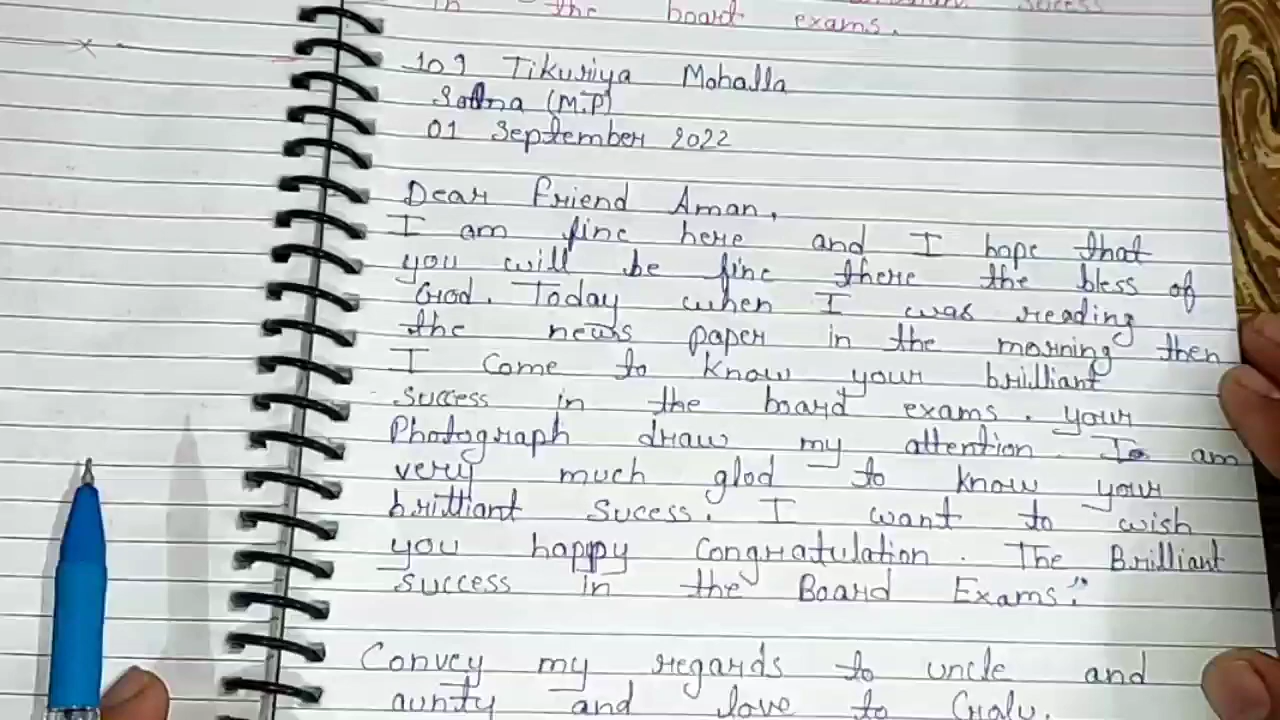 in the board exams.
109 Tikuriya Mohalla
Satna (M.P)
01 September 2022
Dear friend Aman,
I am fine here and I hope that
you will be fine there the bless of
God. Today when I was reading
the news paper in the morning then
I come to know your brilliant
Success in the board exams. your
Photograph draw my attention. I am
very much glad to know your
brilliant Sucess. I want to wish
you happy Congratulation. The Brilliant
Success in the Board Exams."
Convey my regards to uncle and
aunty and love to